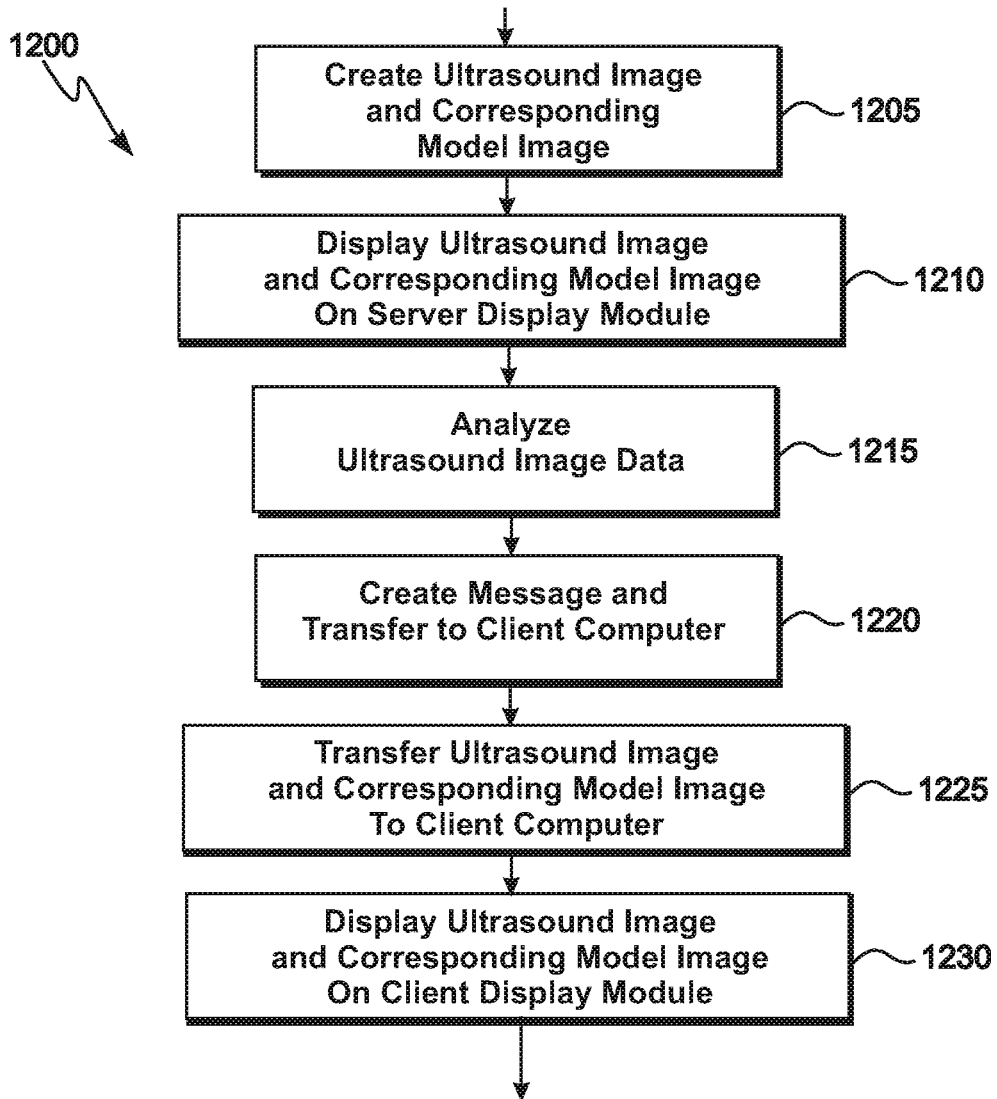 1200
Create Ultrasound Image
and Corresponding
Model Image
1205
Display Ultrasound Image
and Corresponding Model Image
On Server Display Module
1210
Analyze
Ultrasound Image Data
1215
Create Message and
Transfer to Client Computer
1220
Transfer Ultrasound Image
and Corresponding Model Image
To Client Computer
1225
Display Ultrasound Image
and Corresponding Model Image
On Client Display Module
1230